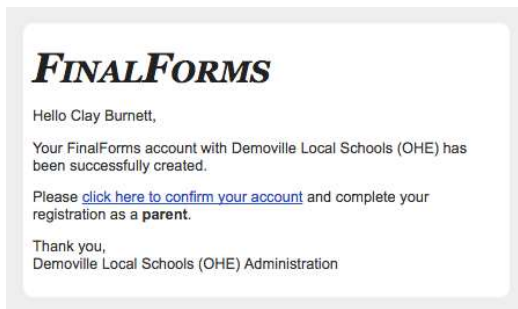 FINALFORMS
Hello Clay Burnett,
Your FinalForms account with Demoville Local Schools (OHE) has
been successfully created.
Please click here to confirm your account and complete your
registration as a parent.
Thank you,
Demoville Local Schools (OHE) Administration